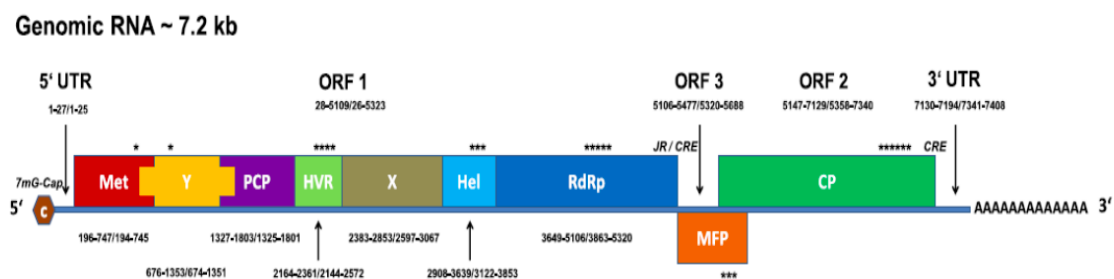 Genomic RNA ~ 7.2 kb
5' UTR ORF 1 ORF 3 ORF 2 3' UTR
1-27/1-25 28-5109/26-5323 5106-5477/5320-5688 5147-7129/5358-7340 7130-7194/7341-7408
* * **** *** ***** JR / CRE ****** CRE
7mG-Cap
Met Y PCP HVR X Hel RdRp CP
5' c AAAAAAAAAAAAA 3'
MFP
196-747/194-745 1327-1803/1325-1801 2383-2853/2597-3067 3649-5106/3863-5320
676-1353/674-1351 2164-2361/2144-2572 2908-3639/3122-3853 ***